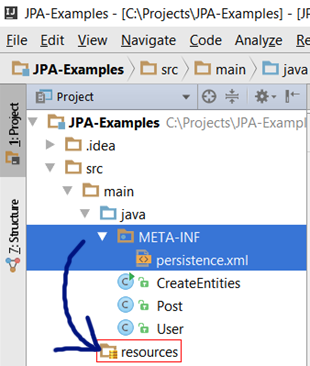 JPA-Examples - [C:\Projects\JPA-Examples] - [J
File Edit View Navigate Code Analyze R
JPA-Examples src main java
1: Project
Project
JPA-Examples C:\Projects\JPA-Exampl
.idea
src
main
java
META-INF
persistence.xml
CreateEntities
Post
User
resources
7: Structure